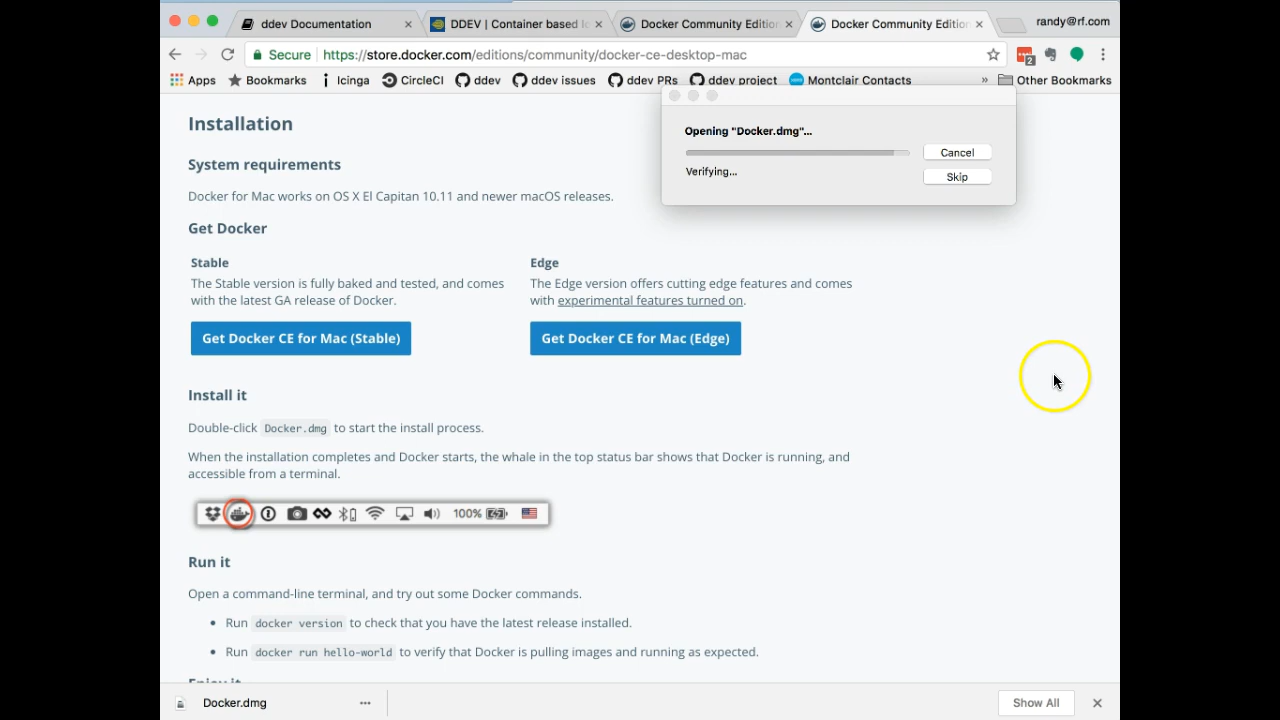 ddev Documentation
DDEV | Container based l
Docker Community Edition
Docker Community Edition
randy@rf.com
Secure
https://store.docker.com/editions/community/docker-ce-desktop-mac
2
Apps
Bookmarks
Icinga
CircleCI
ddev
ddev issues
ddev PRs
ddev project
Montclair Contacts
»
Other Bookmarks
Opening "Docker.dmg"...
Cancel
Verifying...
Skip
Installation
System requirements
Docker for Mac works on OS X El Capitan 10.11 and newer macOS releases.
Get Docker
Stable
The Stable version is fully baked and tested, and comes
with the latest GA release of Docker.
Get Docker CE for Mac (Stable)
Edge
The Edge version offers cutting edge features and comes
with experimental features turned on.
Get Docker CE for Mac (Edge)
Install it
Double-click Docker.dmg to start the install process.
When the installation completes and Docker starts, the whale in the top status bar shows that Docker is running, and
accessible from a terminal.
100%
Run it
Open a command-line terminal, and try out some Docker commands.
• Run docker version to check that you have the latest release installed.
• Run docker run hello-world to verify that Docker is pulling images and running as expected.
Enjoy it
Docker.dmg
Show All